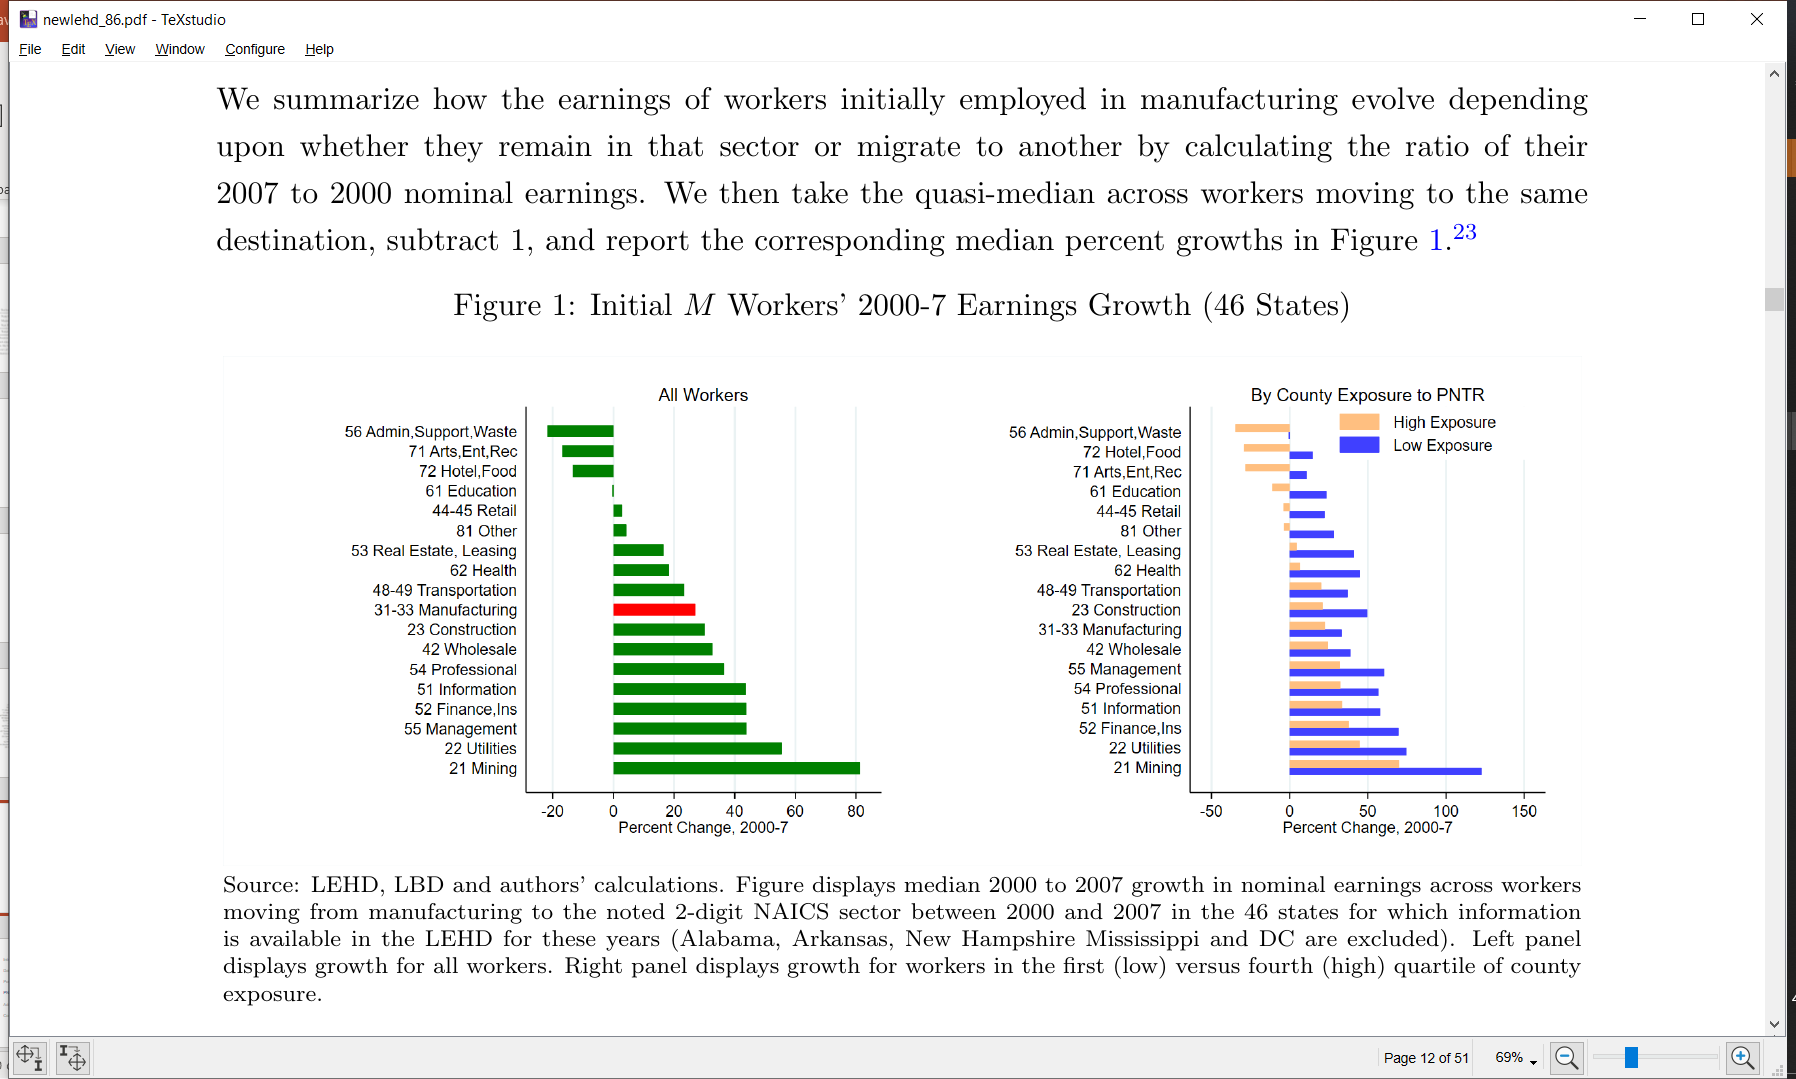 newlehd_86.pdf - TeXstudio
File Edit View Window Configure Help
We summarize how the earnings of workers initially employed in manufacturing evolve depending
upon whether they remain in that sector or migrate to another by calculating the ratio of their
2007 to 2000 nominal earnings. We then take the quasi-median across workers moving to the same
destination, subtract 1, and report the corresponding median percent growths in Figure 1.23
Figure 1: Initial M Workers' 2000-7 Earnings Growth (46 States)
All Workers
56 Admin,Support,Waste
71 Arts,Ent,Rec
72 Hotel,Food
61 Education
44-45 Retail
81 Other
53 Real Estate, Leasing
62 Health
48-49 Transportation
31-33 Manufacturing
23 Construction
42 Wholesale
54 Professional
51 Information
52 Finance,Ins
55 Management
22 Utilities
21 Mining
-20 0 20 40 60 80
Percent Change, 2000-7
By County Exposure to PNTR
High Exposure
Low Exposure
56 Admin,Support,Waste
72 Hotel,Food
71 Arts,Ent,Rec
61 Education
44-45 Retail
81 Other
53 Real Estate, Leasing
62 Health
48-49 Transportation
23 Construction
31-33 Manufacturing
42 Wholesale
55 Management
54 Professional
51 Information
52 Finance,Ins
22 Utilities
21 Mining
-50 0 50 100 150
Percent Change, 2000-7
Source: LEHD, LBD and authors' calculations. Figure displays median 2000 to 2007 growth in nominal earnings across workers
moving from manufacturing to the noted 2-digit NAICS sector between 2000 and 2007 in the 46 states for which information
is available in the LEHD for these years (Alabama, Arkansas, New Hampshire Mississippi and DC are excluded). Left panel
displays growth for all workers. Right panel displays growth for workers in the first (low) versus fourth (high) quartile of county
exposure.
Page 12 of 51 69%